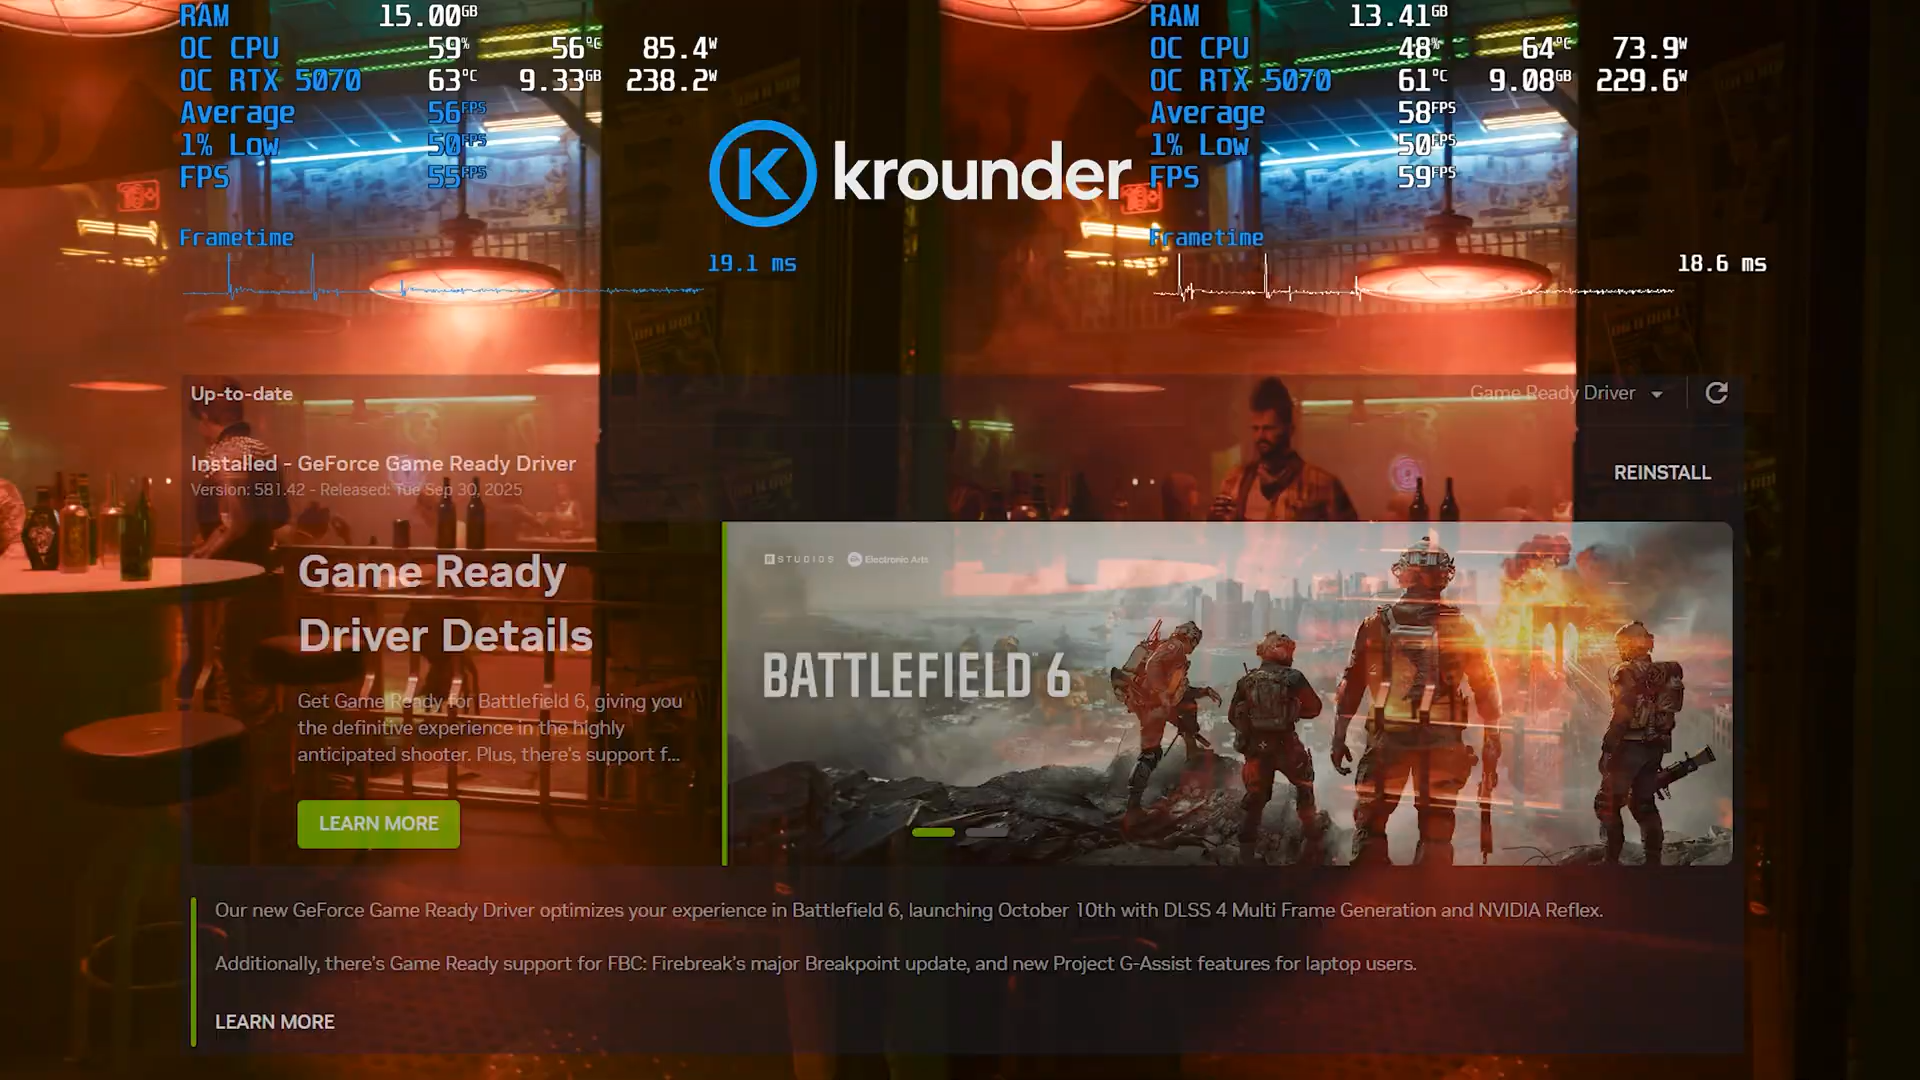 RAM 15.00GB
OC CPU 59% 56°C 85.4W
OC RTX 5070 63°C 9.33GB 238.2W
Average 56FPS
1% Low 50FPS
FPS 55FPS
Frametime
19.1 ms
K krounder
RAM 13.41GB
OC CPU 48% 64°C 73.9W
OC RTX 5070 61°C 9.08GB 229.6W
Average 58FPS
1% Low 50FPS
FPS 59FPS
Frametime
18.6 ms
Up-to-date
Game Ready Driver
Installed - GeForce Game Ready Driver
Version: 581.42 - Released: Tue Sep 30, 2025
REINSTALL
Game Ready
Driver Details
Get Game Ready for Battlefield 6, giving you
the definitive experience in the highly
anticipated shooter. Plus, there's support f...
LEARN MORE
STUDIOS EA Electronic Arts
BATTLEFIELD™ 6
Our new GeForce Game Ready Driver optimizes your experience in Battlefield 6, launching October 10th with DLSS 4 Multi Frame Generation and NVIDIA Reflex.
Additionally, there's Game Ready support for FBC: Firebreak's major Breakpoint update, and new Project G-Assist features for laptop users.
LEARN MORE